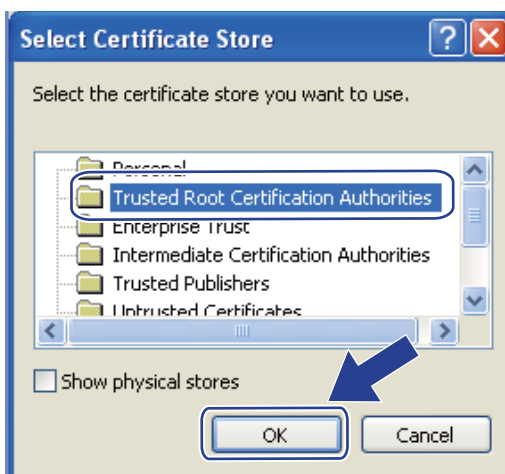 Select Certificate Store
Select the certificate store you want to use.
Personal
Trusted Root Certification Authorities
Enterprise Trust
Intermediate Certification Authorities
Trusted Publishers
Untrusted Certificates
Show physical stores
OK
Cancel